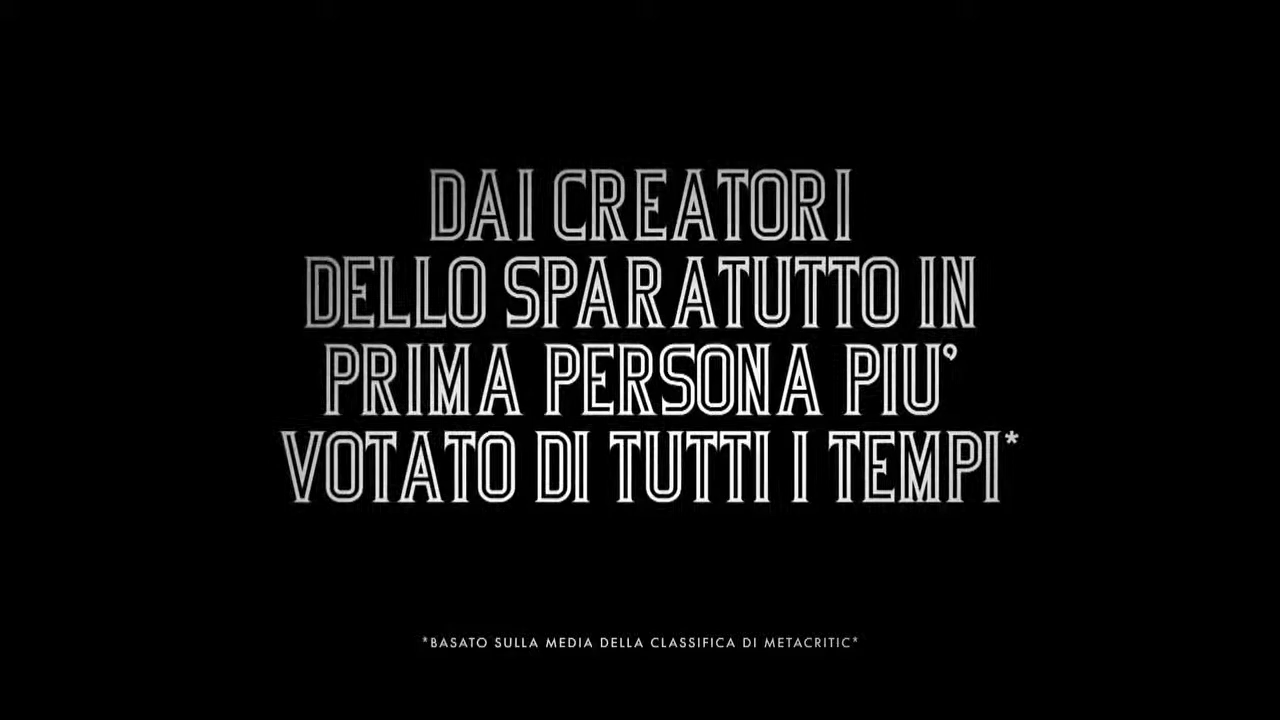 DAI CREATORI
DELLO SPARATUTTO IN
PRIMA PERSONA PIU'
VOTATO DI TUTTI I TEMPI*
*BASATO SULLA MEDIA DELLA CLASSIFICA DI METACRITIC*